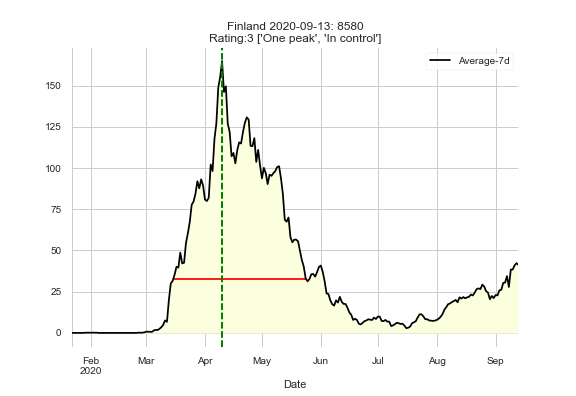 Finland 2020-09-13: 8580
Rating:3 ['One peak', 'In control']
Average-7d
150
125
100
75
50
25
0
Feb
2020
Mar
Apr
May
Jun
Jul
Aug
Sep
Date